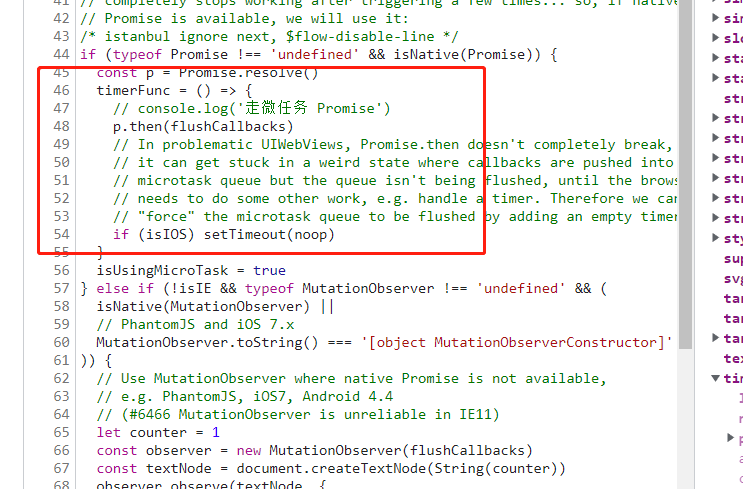 41 // completely stops working after triggering a few times... so, if native
42 // Promise is available, we will use it:
43 /* istanbul ignore next, $flow-disable-line */
44 if (typeof Promise !== 'undefined' && isNative(Promise)) {
45 const p = Promise.resolve()
46 timerFunc = () => {
47 // console.log('走微任务 Promise')
48 p.then(flushCallbacks)
49 // In problematic UIWebViews, Promise.then doesn't completely break,
50 // it can get stuck in a weird state where callbacks are pushed into
51 // microtask queue but the queue isn't being flushed, until the brows
52 // needs to do some other work, e.g. handle a timer. Therefore we can
53 // "force" the microtask queue to be flushed by adding an empty timer
54 if (isIOS) setTimeout(noop)
55 }
56 isUsingMicroTask = true
57 } else if (!isIE && typeof MutationObserver !== 'undefined' && (
58 isNative(MutationObserver) ||
59 // PhantomJS and iOS 7.x
60 MutationObserver.toString() === '[object MutationObserverConstructor]'
61 )) {
62 // Use MutationObserver where native Promise is not available,
63 // e.g. PhantomJS, iOS7, Android 4.4
64 // (#6466 MutationObserver is unreliable in IE11)
65 let counter = 1
66 const observer = new MutationObserver(flushCallbacks)
67 const textNode = document.createTextNode(String(counter))
68 observer.observe(textNode, {
sin
slo
sta
sta
str
str
str
str
str
str
str
sty
sup
svg
tar
tar
tar
tex
tin